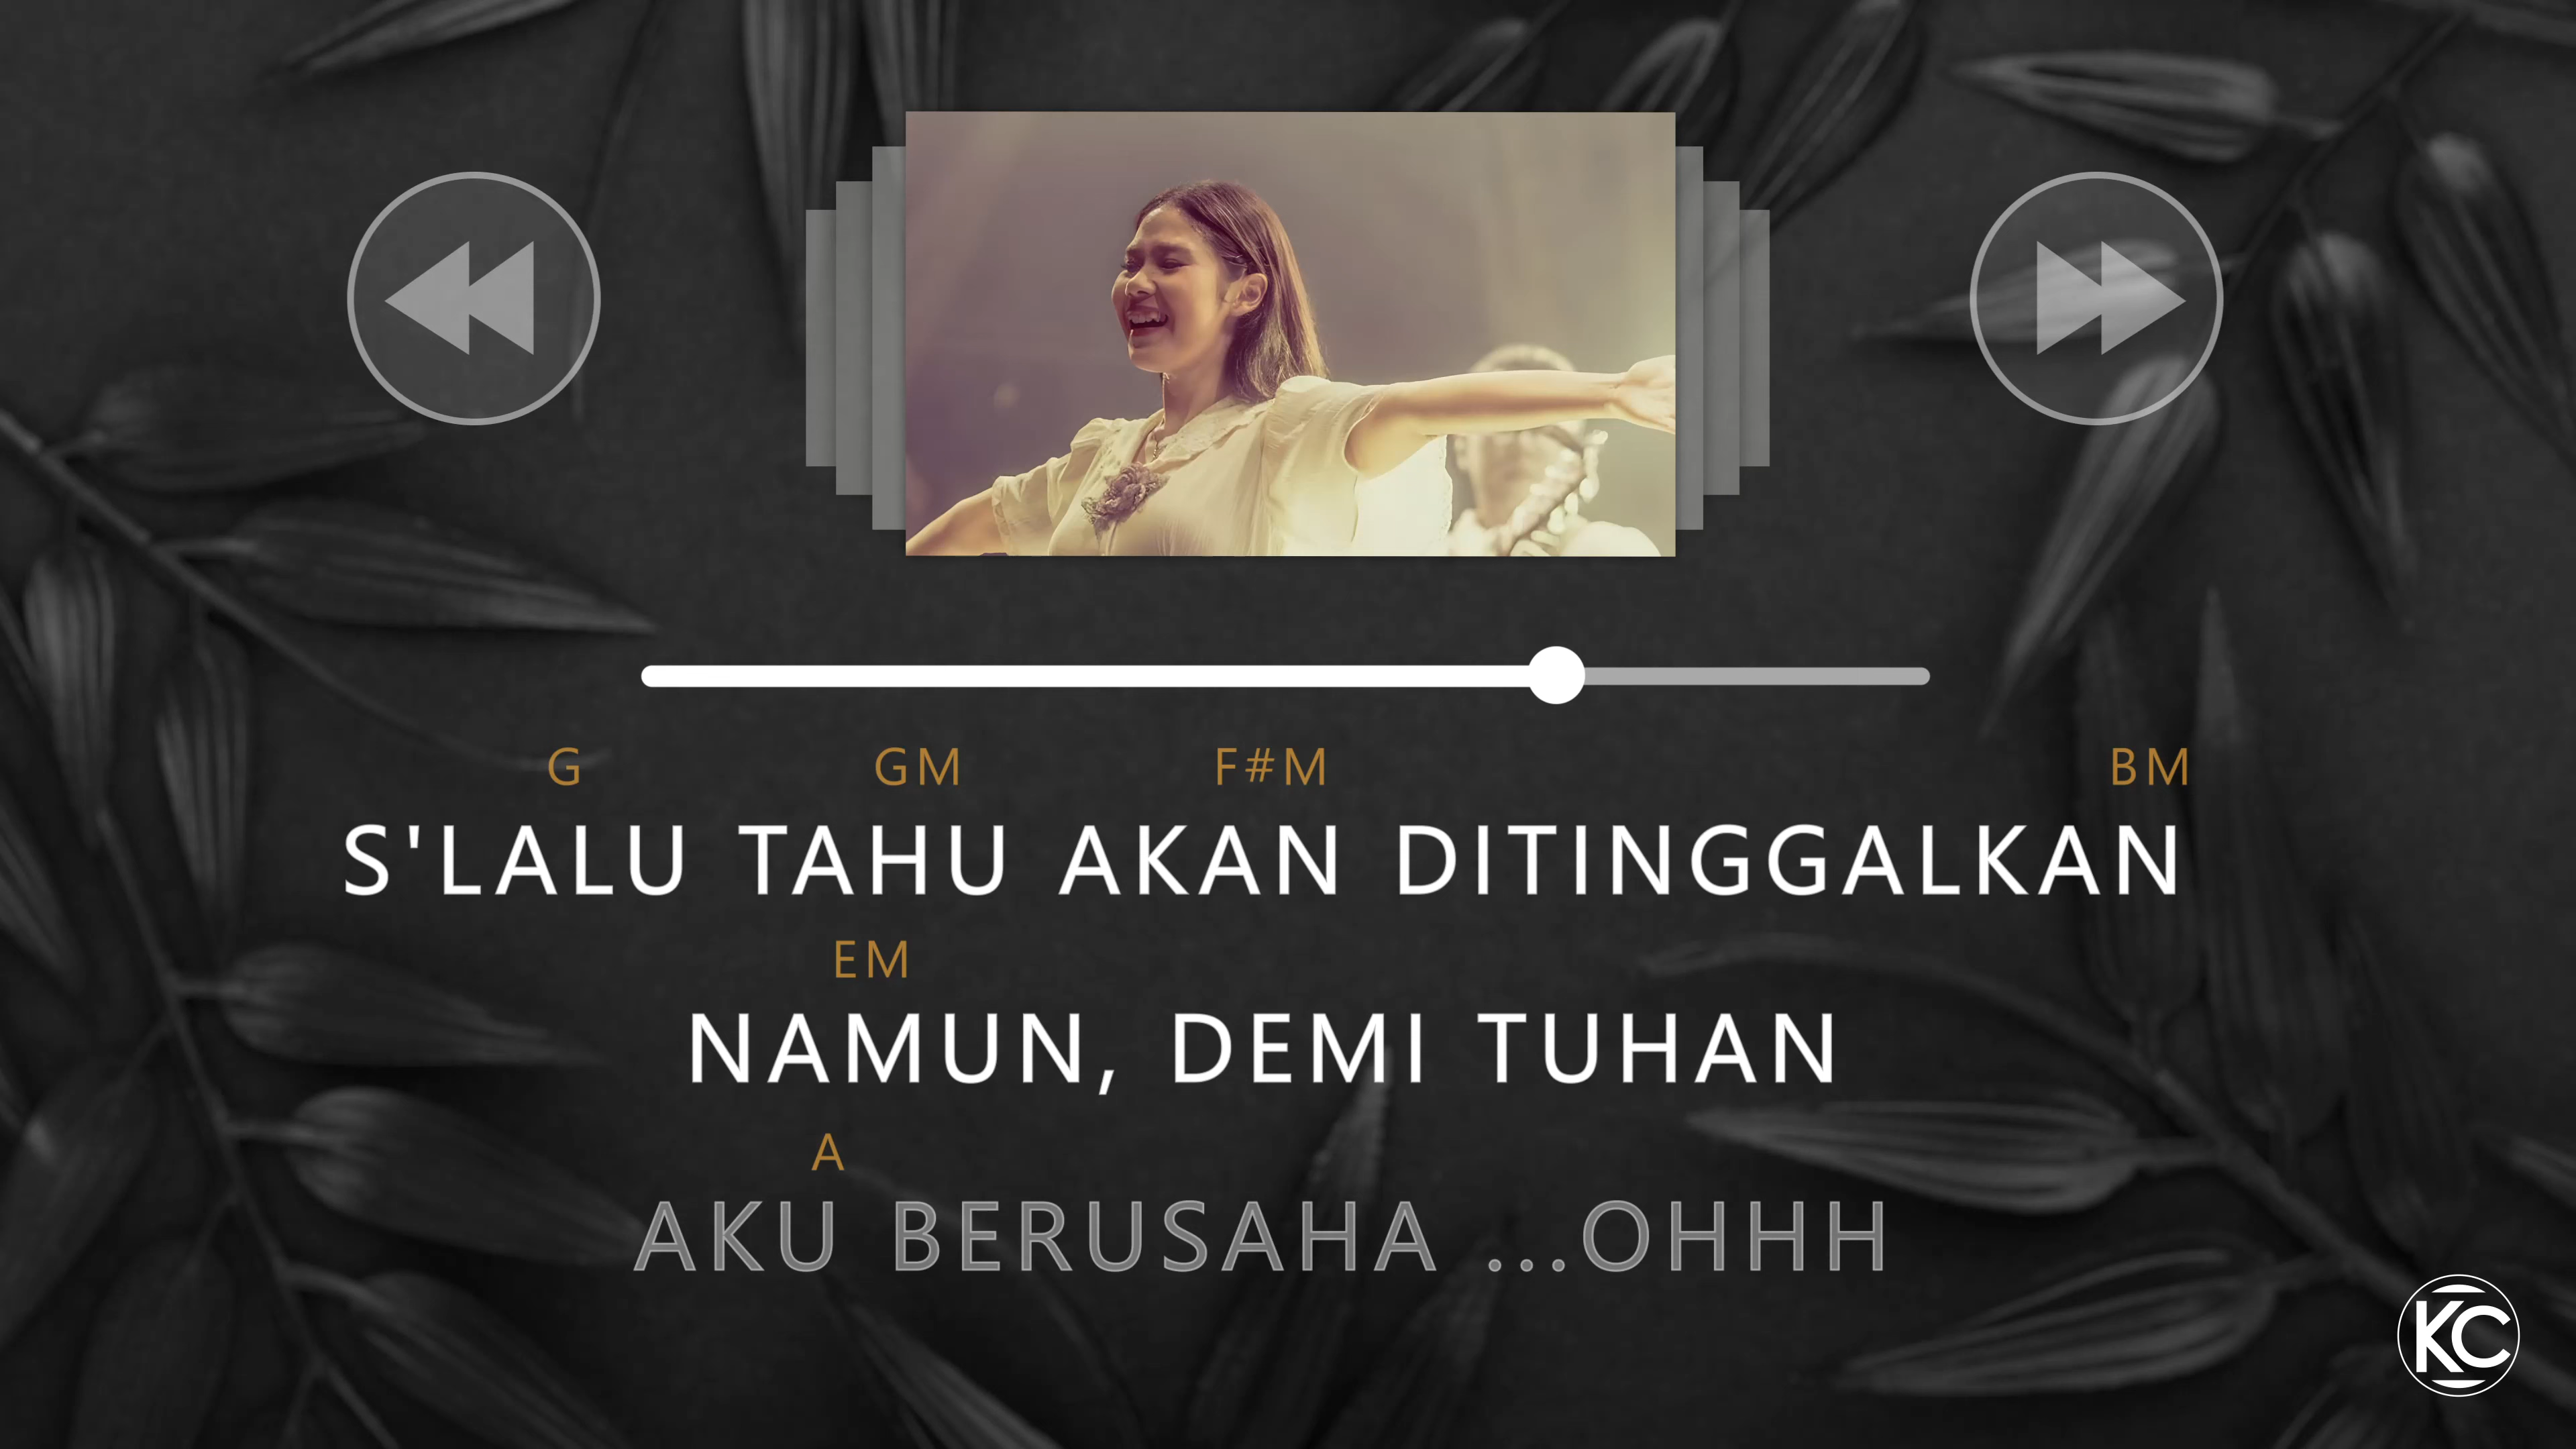 G GM F#M BM
S'LALU TAHU AKAN DITINGGALKAN
EM
NAMUN, DEMI TUHAN
A
AKU BERUSAHA ...OHHH
KC